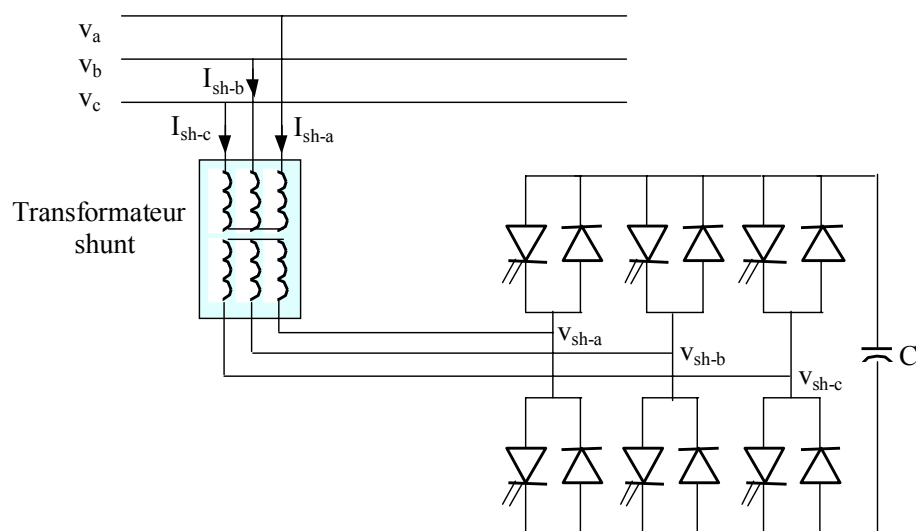 v_a
v_b
I_sh-b
v_c
I_sh-c
I_sh-a
Transformateur
shunt
v_sh-a
v_sh-b
C
v_sh-c